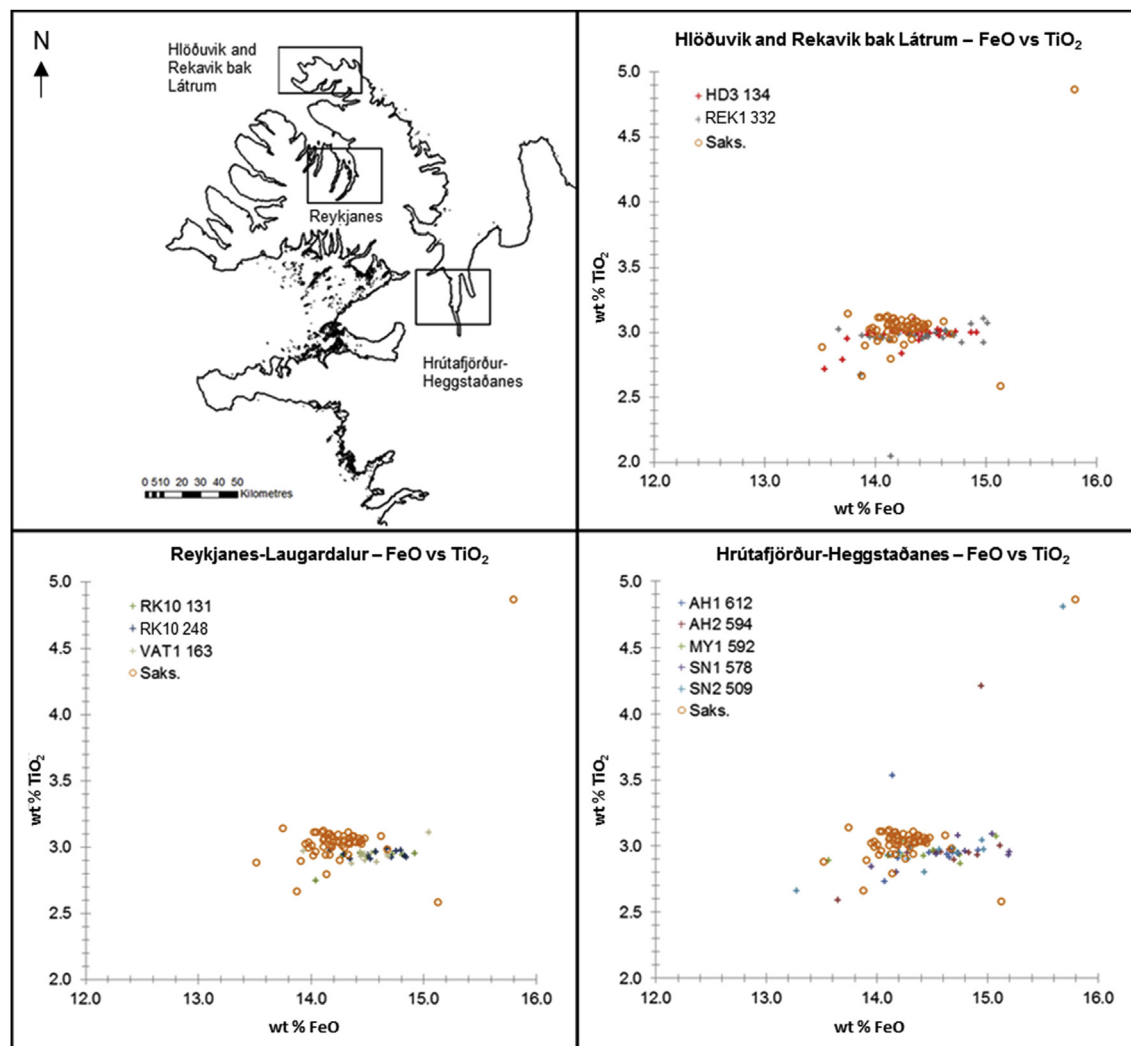 N
Hlöðuvik and
Rekavik bak
Látrum
Reykjanes
Hrútafjörður-
Heggstaðanes
0 510 20 30 40 50
Kilometres
Hlöðuvik and Rekavik bak Látrum – FeO vs TiO₂
HD3 134
REK1 332
Saks.
wt % TiO₂
5.0
4.5
4.0
3.5
3.0
2.5
2.0
12.0 13.0 14.0 15.0 16.0
wt % FeO
Reykjanes-Laugardalur – FeO vs TiO₂
RK10 131
RK10 248
VAT1 163
Saks.
wt % TiO₂
5.0
4.5
4.0
3.5
3.0
2.5
2.0
12.0 13.0 14.0 15.0 16.0
wt % FeO
Hrútafjörður-Heggstaðanes – FeO vs TiO₂
AH1 612
AH2 594
MY1 592
SN1 578
SN2 509
Saks.
wt % TiO₂
5.0
4.5
4.0
3.5
3.0
2.5
2.0
12.0 13.0 14.0 15.0 16.0
wt % FeO